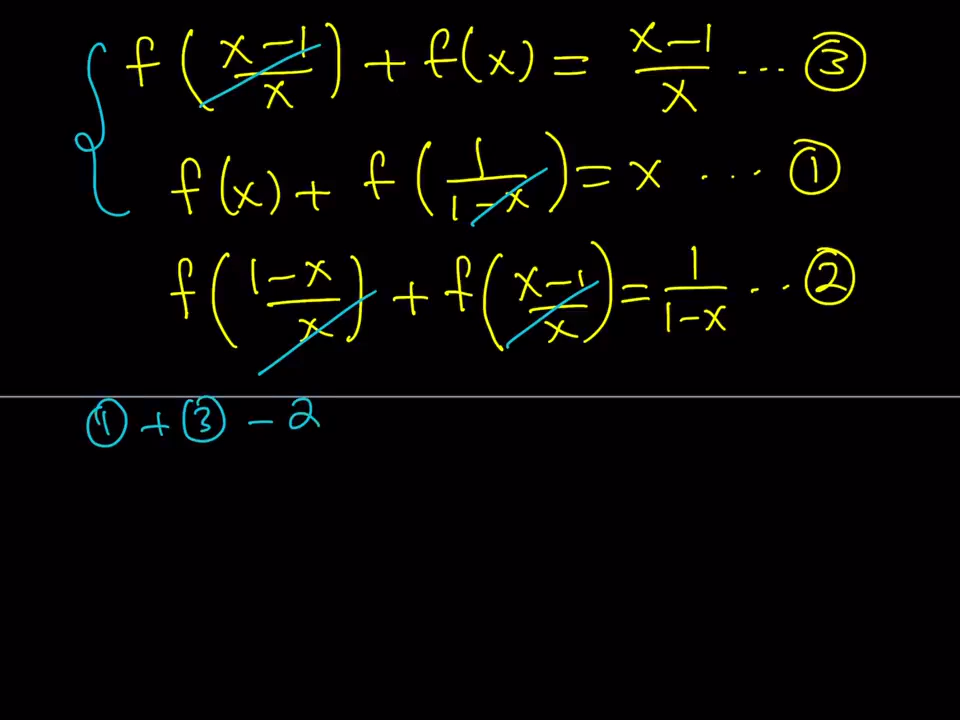 f((x-1)/x) + f(x) = (x-1)/x ... ③
f(x) + f(1/(1-x)) = x ... ①
f((1-x)/x) + f((x-1)/x) = 1/(1-x) ... ②
① + ③ - 2